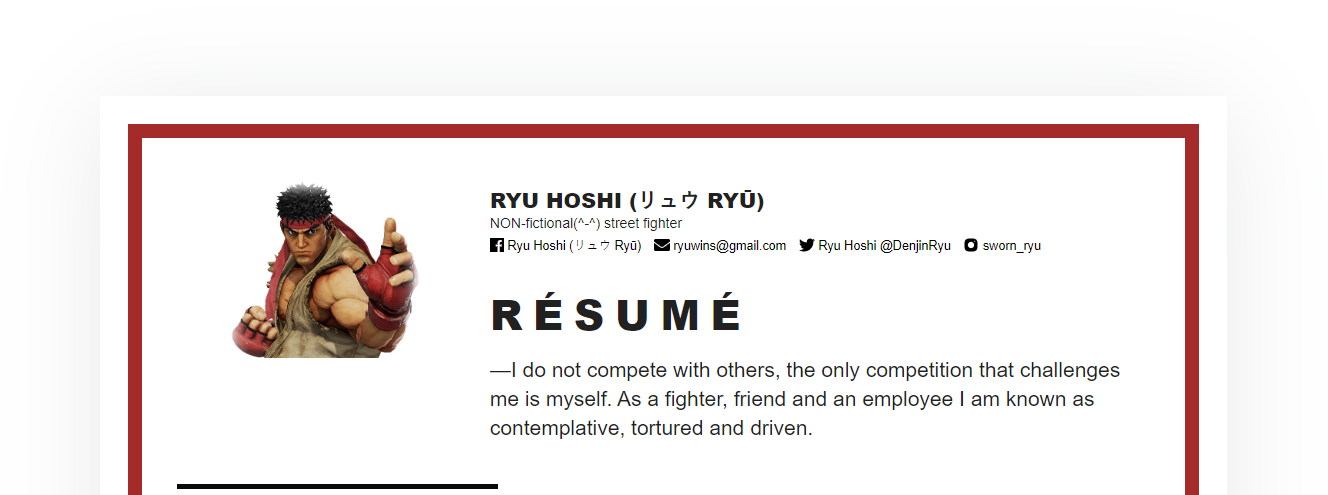 RYU HOSHI (リュウ RYŪ)
NON-fictional(^-^) street fighter
Ryu Hoshi (リュウ Ryū) ryuwins@gmail.com Ryu Hoshi @DenjinRyu sworn_ryu
RÉSUMÉ
—I do not compete with others, the only competition that challenges
me is myself. As a fighter, friend and an employee I am known as
contemplative, tortured and driven.